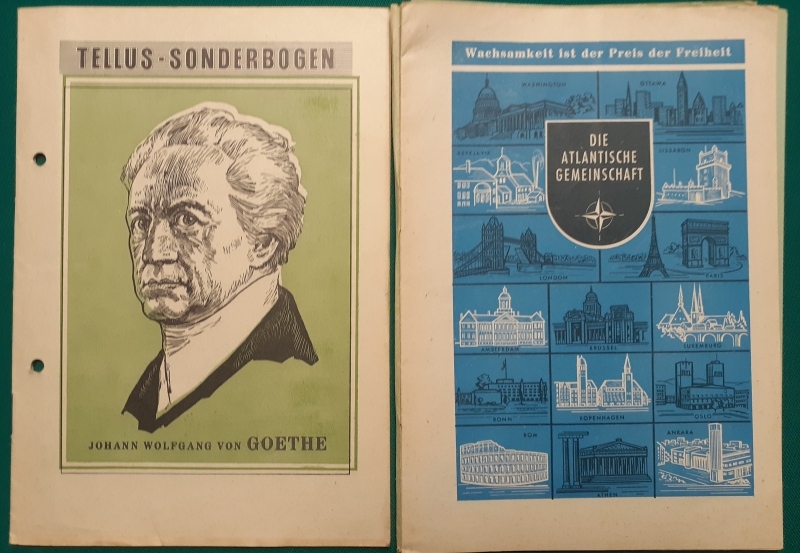 TELLUS-SONDERBOGEN
JOHANN WOLFGANG VON GOETHE
Wachsamkeit ist der Preis der Freiheit
WASHINGTON
OTTAWA
DIE
ATLANTISCHE
GEMEINSCHAFT
REYKJAVIK
LISSABON
LONDON
PARIS
AMSTERDAM
BRÜSSEL
LUXEMBURG
BONN
KOPENHAGEN
OSLO
ROM
ATHEN
ANKARA